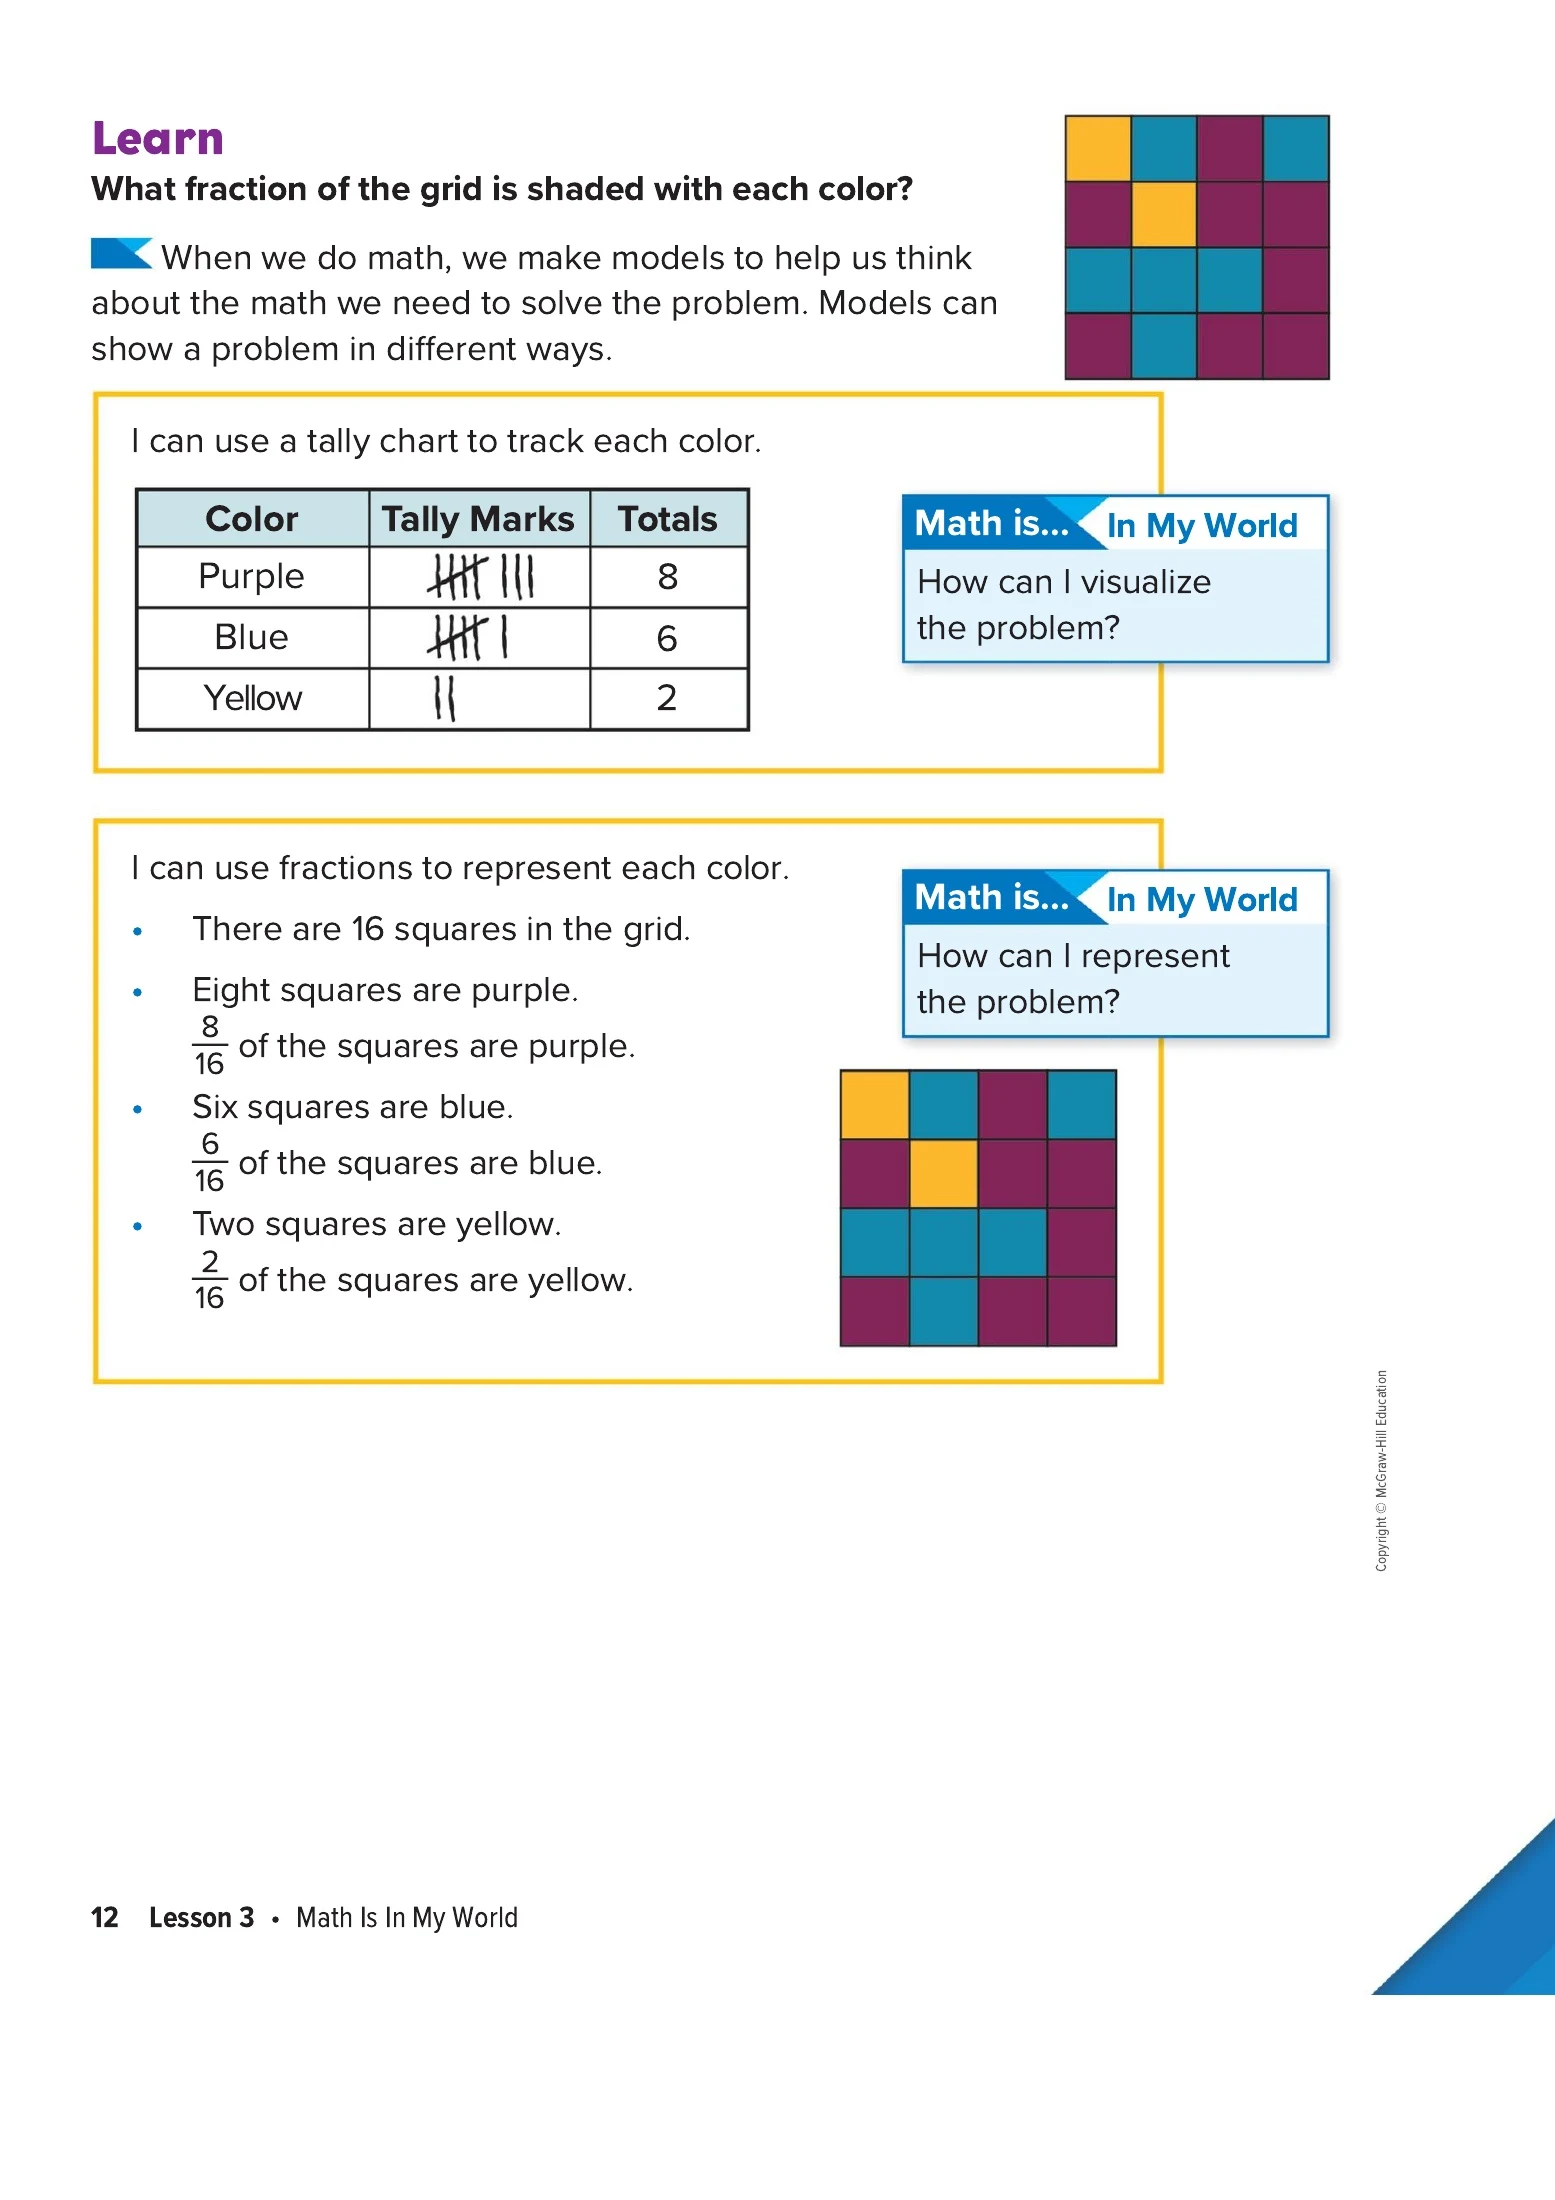 Learn
What fraction of the grid is shaded with each color?
When we do math, we make models to help us think
about the math we need to solve the problem. Models can
show a problem in different ways.
I can use a tally chart to track each color.
Color Tally Marks Totals
Purple 8
Blue 6
Yellow 2
Math is... In My World
How can I visualize
the problem?
I can use fractions to represent each color.
• There are 16 squares in the grid.
• Eight squares are purple.
8/16 of the squares are purple.
• Six squares are blue.
6/16 of the squares are blue.
• Two squares are yellow.
2/16 of the squares are yellow.
Math is... In My World
How can I represent
the problem?
Copyright © McGraw-Hill Education
12 Lesson 3 • Math Is In My World